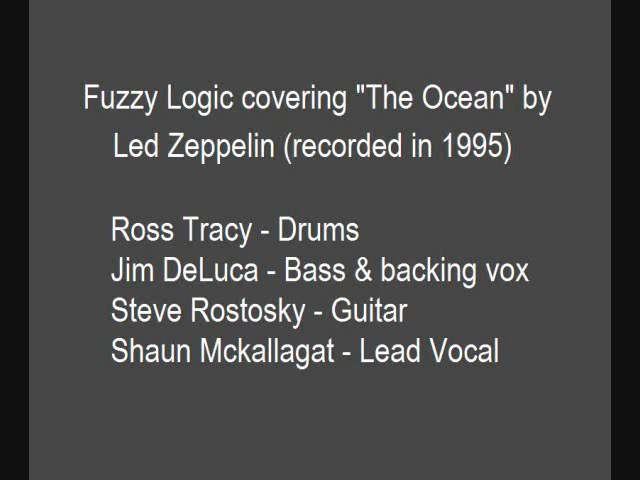 Fuzzy Logic covering "The Ocean" by
Led Zeppelin (recorded in 1995)
Ross Tracy - Drums
Jim DeLuca - Bass & backing vox
Steve Rostosky - Guitar
Shaun Mckallagat - Lead Vocal